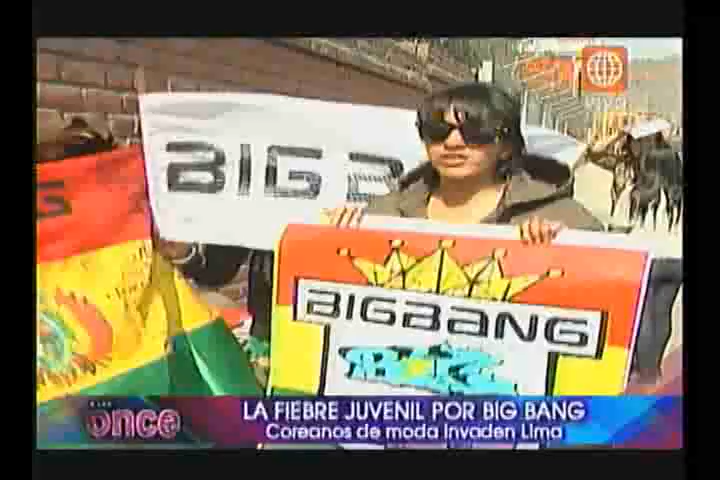 BIG B
BIGBANG
once
LA FIEBRE JUVENIL POR BIG BANG
Coreanos de moda invaden Lima